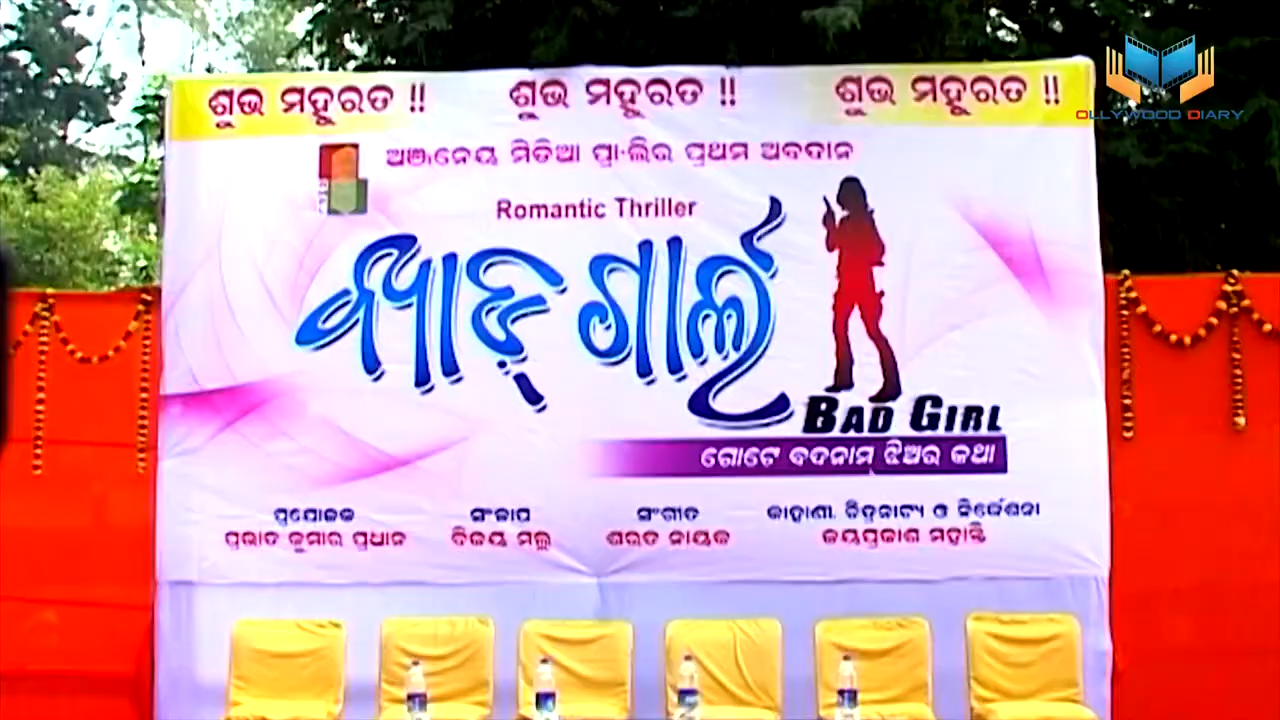 ଶୁଭ ମହୁରତ !! ଶୁଭ ମହୁରତ !! ଶୁଭ ମହୁରତ !!
OLLYWOOD DIARY
ଅଞ୍ଜନେୟ ମିଡିଆ ପ୍ରା.ଲିର ପ୍ରଥମ ଅବଦାନ
Romantic Thriller
ବ୍ୟାଡ୍ ଗାର୍ଲ
BAD GIRL
ଗୋଟେ ବଦନାମ ଝିଅର କଥା
ପ୍ରଯୋଜକ ସଂଳାପ ସଂଗୀତ କାହାଣୀ, ଚିତ୍ରନାଟ୍ୟ ଓ ନିର୍ଦ୍ଦେଶନା
ପ୍ରଭାତ କୁମାର ପ୍ରଧାନ ବିଜୟ ମଲ୍ଲ ଶରତ ନାୟକ ଜୟପ୍ରକାଶ ମହାନ୍ତି